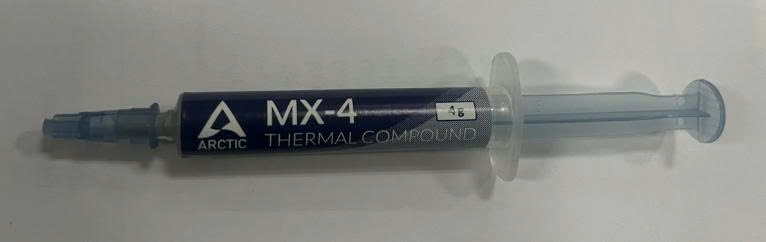 MX-4 4g
THERMAL COMPOUND
ARCTIC